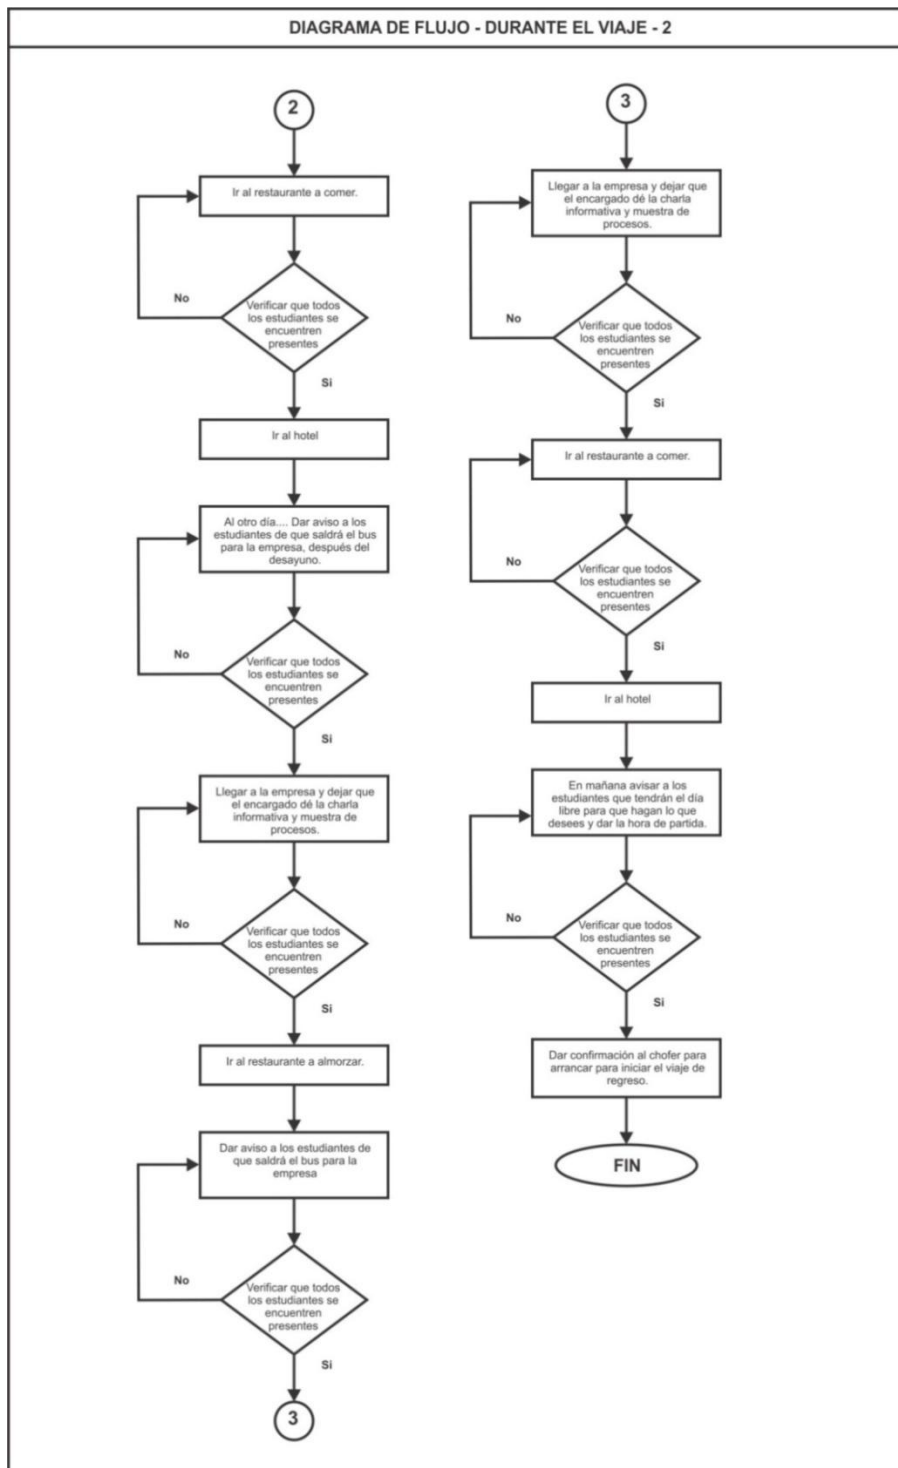 DIAGRAMA DE FLUJO - DURANTE EL VIAJE - 2
2
Ir al restaurante a comer.
Verificar que todos
los estudiantes se
encuentren
presentes
No
Si
Ir al hotel
Al otro día.... Dar aviso a los
estudiantes de que saldrá el bus
para la empresa, después del
desayuno.
Verificar que todos
los estudiantes se
encuentren
presentes
No
Si
Llegar a la empresa y dejar que
el encargado dé la charla
informativa y muestra de
procesos.
Verificar que todos
los estudiantes se
encuentren
presentes
No
Si
Ir al restaurante a almorzar.
Dar aviso a los estudiantes de
que saldrá el bus para la
empresa
Verificar que todos
los estudiantes se
encuentren
presentes
No
Si
3
3
Llegar a la empresa y dejar que
el encargado dé la charla
informativa y muestra de
procesos.
Verificar que todos
los estudiantes se
encuentren
presentes
No
Si
Ir al restaurante a comer.
Verificar que todos
los estudiantes se
encuentren
presentes
No
Si
Ir al hotel
En mañana avisar a los
estudiantes que tendrán el día
libre para que hagan lo que
desees y dar la hora de partida.
Verificar que todos
los estudiantes se
encuentren
presentes
No
Si
Dar confirmación al chofer para
arrancar para iniciar el viaje de
regreso.
FIN